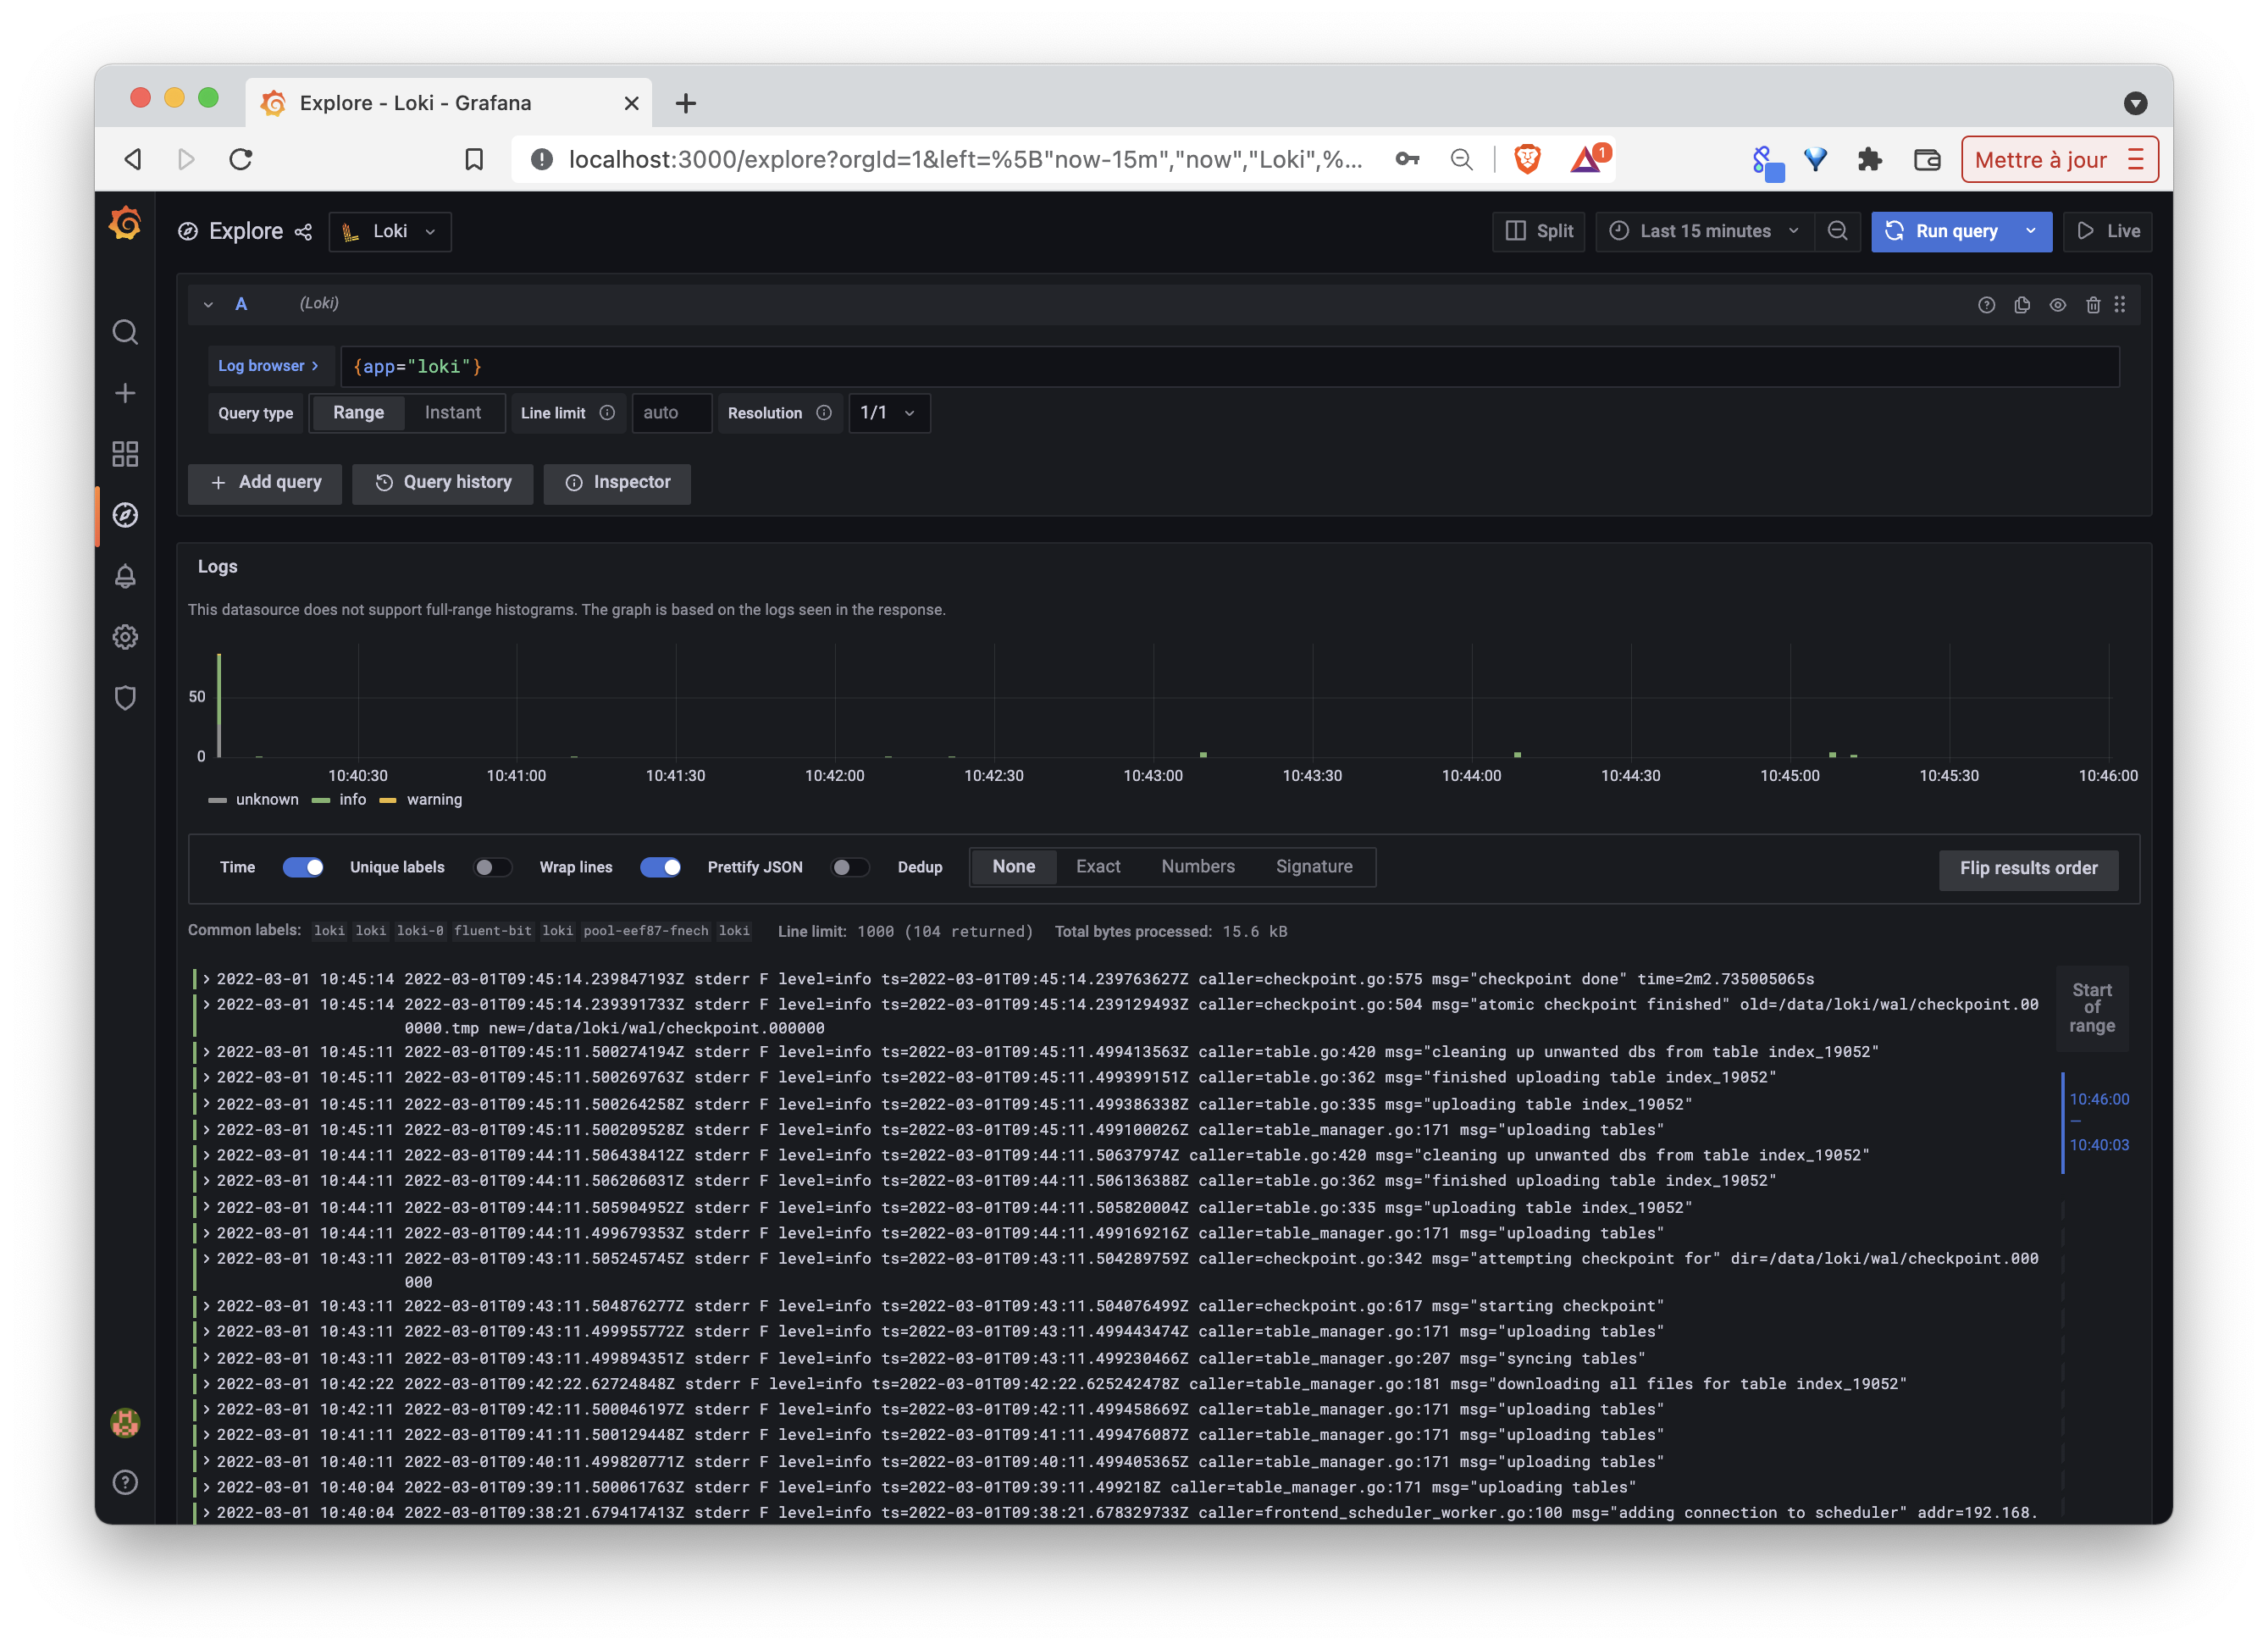 Explore - Loki - Grafana
localhost:3000/explore?orgId=1&left=%5B"now-15m","now","Loki",%...
1
Mettre à jour
Explore
Loki
Split
Last 15 minutes
Run query
Live
A
(Loki)
Log browser >
{app="loki"}
Query type
Range
Instant
Line limit
auto
Resolution
1/1
+ Add query
Query history
Inspector
Logs
This datasource does not support full-range histograms. The graph is based on the logs seen in the response.
50
0
10:40:30 10:41:00 10:41:30 10:42:00 10:42:30 10:43:00 10:43:30 10:44:00 10:44:30 10:45:00 10:45:30 10:46:00
unknown info warning
Time
Unique labels
Wrap lines
Prettify JSON
Dedup
None Exact Numbers Signature
Flip results order
Common labels: loki loki loki-0 fluent-bit loki pool-eef87-fnech loki Line limit: 1000 (104 returned) Total bytes processed: 15.6 kB
> 2022-03-01 10:45:14 2022-03-01T09:45:14.239847193Z stderr F level=info ts=2022-03-01T09:45:14.239763627Z caller=checkpoint.go:575 msg="checkpoint done" time=2m2.735005065s
> 2022-03-01 10:45:14 2022-03-01T09:45:14.239391733Z stderr F level=info ts=2022-03-01T09:45:14.239129493Z caller=checkpoint.go:504 msg="atomic checkpoint finished" old=/data/loki/wal/checkpoint.00
0000.tmp new=/data/loki/wal/checkpoint.000000
> 2022-03-01 10:45:11 2022-03-01T09:45:11.500274194Z stderr F level=info ts=2022-03-01T09:45:11.499413563Z caller=table.go:420 msg="cleaning up unwanted dbs from table index_19052"
> 2022-03-01 10:45:11 2022-03-01T09:45:11.500269763Z stderr F level=info ts=2022-03-01T09:45:11.499399151Z caller=table.go:362 msg="finished uploading table index_19052"
> 2022-03-01 10:45:11 2022-03-01T09:45:11.500264258Z stderr F level=info ts=2022-03-01T09:45:11.499386338Z caller=table.go:335 msg="uploading table index_19052"
> 2022-03-01 10:45:11 2022-03-01T09:45:11.500209528Z stderr F level=info ts=2022-03-01T09:45:11.499100026Z caller=table_manager.go:171 msg="uploading tables"
> 2022-03-01 10:44:11 2022-03-01T09:44:11.506438412Z stderr F level=info ts=2022-03-01T09:44:11.50637974Z caller=table.go:420 msg="cleaning up unwanted dbs from table index_19052"
> 2022-03-01 10:44:11 2022-03-01T09:44:11.506206031Z stderr F level=info ts=2022-03-01T09:44:11.506136388Z caller=table.go:362 msg="finished uploading table index_19052"
> 2022-03-01 10:44:11 2022-03-01T09:44:11.505904952Z stderr F level=info ts=2022-03-01T09:44:11.505820004Z caller=table.go:335 msg="uploading table index_19052"
> 2022-03-01 10:44:11 2022-03-01T09:44:11.499679353Z stderr F level=info ts=2022-03-01T09:44:11.499169216Z caller=table_manager.go:171 msg="uploading tables"
> 2022-03-01 10:43:11 2022-03-01T09:43:11.505245745Z stderr F level=info ts=2022-03-01T09:43:11.504289759Z caller=checkpoint.go:342 msg="attempting checkpoint for" dir=/data/loki/wal/checkpoint.000
000
> 2022-03-01 10:43:11 2022-03-01T09:43:11.504876277Z stderr F level=info ts=2022-03-01T09:43:11.504076499Z caller=checkpoint.go:617 msg="starting checkpoint"
> 2022-03-01 10:43:11 2022-03-01T09:43:11.499955772Z stderr F level=info ts=2022-03-01T09:43:11.499443474Z caller=table_manager.go:171 msg="uploading tables"
> 2022-03-01 10:43:11 2022-03-01T09:43:11.499894351Z stderr F level=info ts=2022-03-01T09:43:11.499230466Z caller=table_manager.go:207 msg="syncing tables"
> 2022-03-01 10:42:22 2022-03-01T09:42:22.62724848Z stderr F level=info ts=2022-03-01T09:42:22.625242478Z caller=table_manager.go:181 msg="downloading all files for table index_19052"
> 2022-03-01 10:42:11 2022-03-01T09:42:11.500046197Z stderr F level=info ts=2022-03-01T09:42:11.499458669Z caller=table_manager.go:171 msg="uploading tables"
> 2022-03-01 10:41:11 2022-03-01T09:41:11.500129448Z stderr F level=info ts=2022-03-01T09:41:11.499476087Z caller=table_manager.go:171 msg="uploading tables"
> 2022-03-01 10:40:11 2022-03-01T09:40:11.499820771Z stderr F level=info ts=2022-03-01T09:40:11.499405365Z caller=table_manager.go:171 msg="uploading tables"
> 2022-03-01 10:40:04 2022-03-01T09:39:11.500061763Z stderr F level=info ts=2022-03-01T09:39:11.499218Z caller=table_manager.go:171 msg="uploading tables"
> 2022-03-01 10:40:04 2022-03-01T09:38:21.679417413Z stderr F level=info ts=2022-03-01T09:38:21.678329733Z caller=frontend_scheduler_worker.go:100 msg="adding connection to scheduler" addr=192.168.
Start
of
range
10:46:00
—
10:40:03